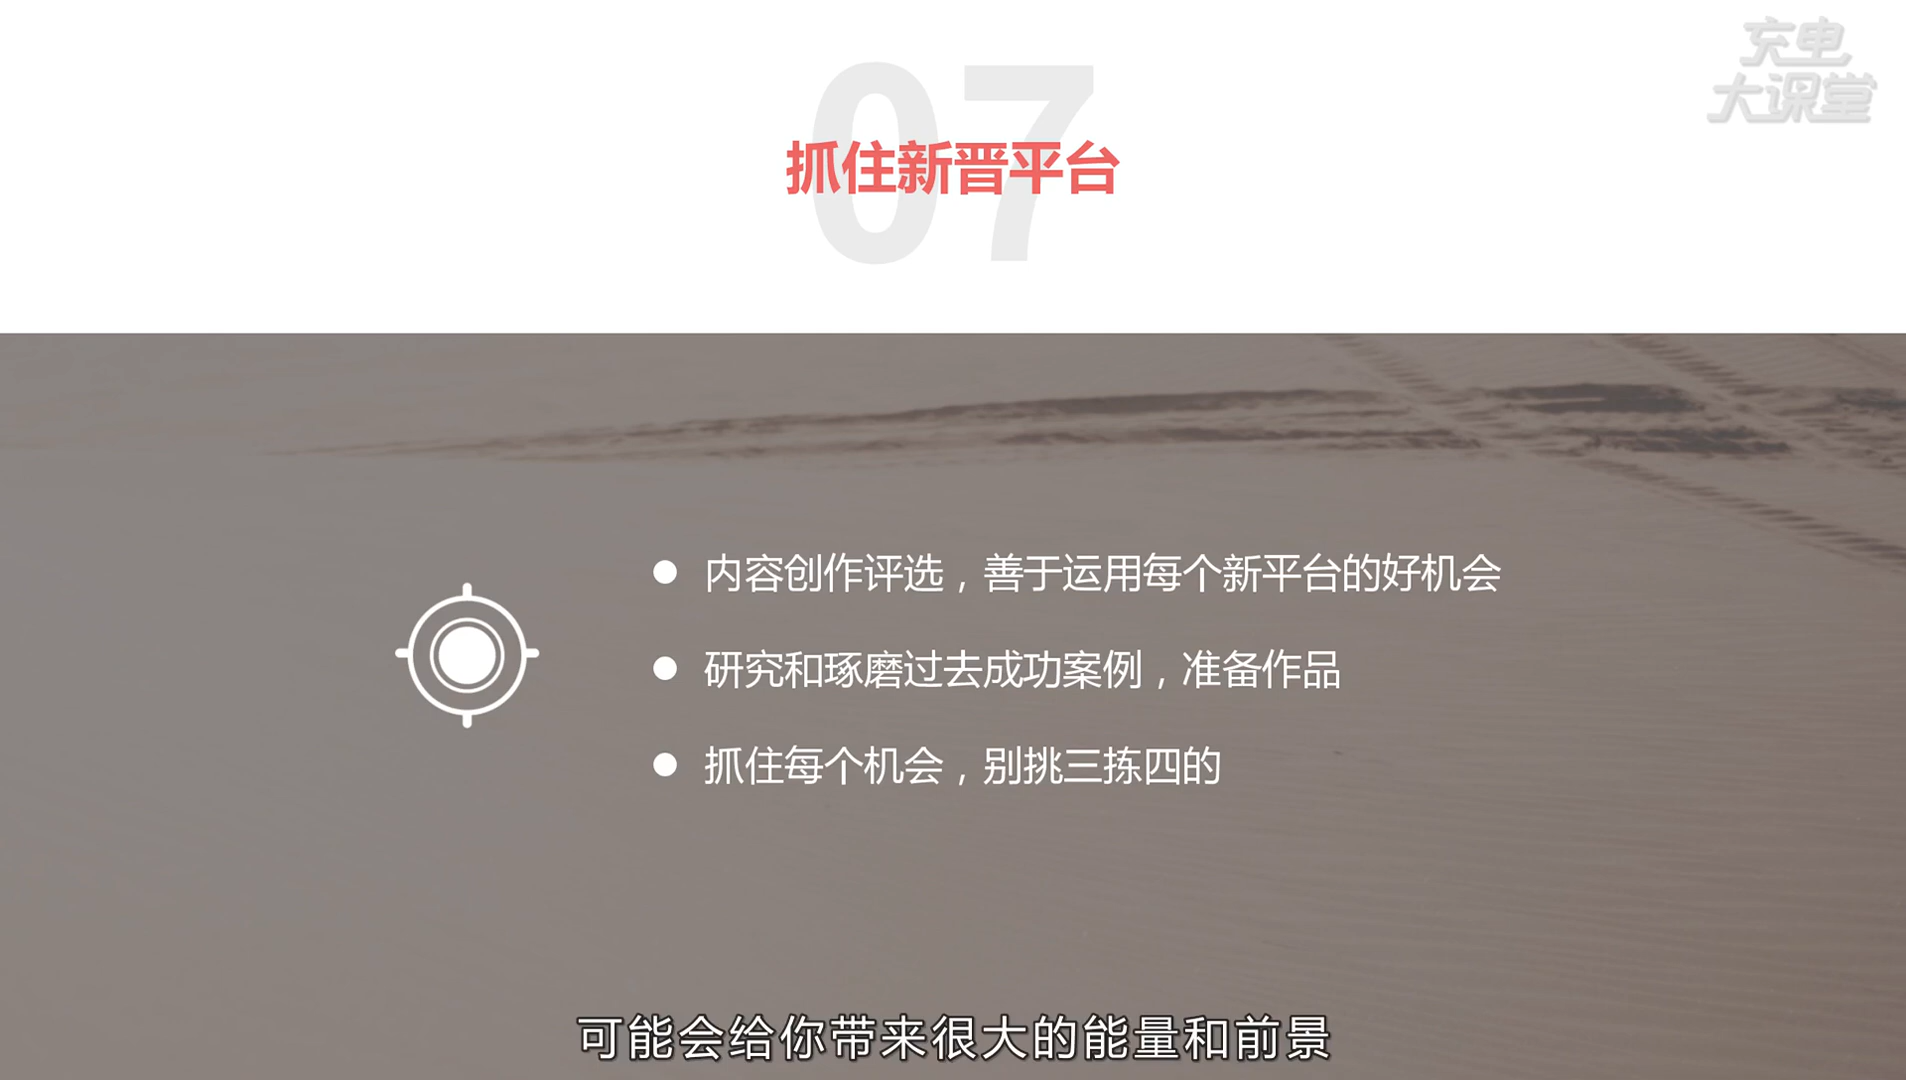 充电
大课堂
07
抓住新晋平台
内容创作评选，善于运用每个新平台的好机会
研究和琢磨过去成功案例，准备作品
抓住每个机会，别挑三拣四的
可能会给你带来很大的能量和前景